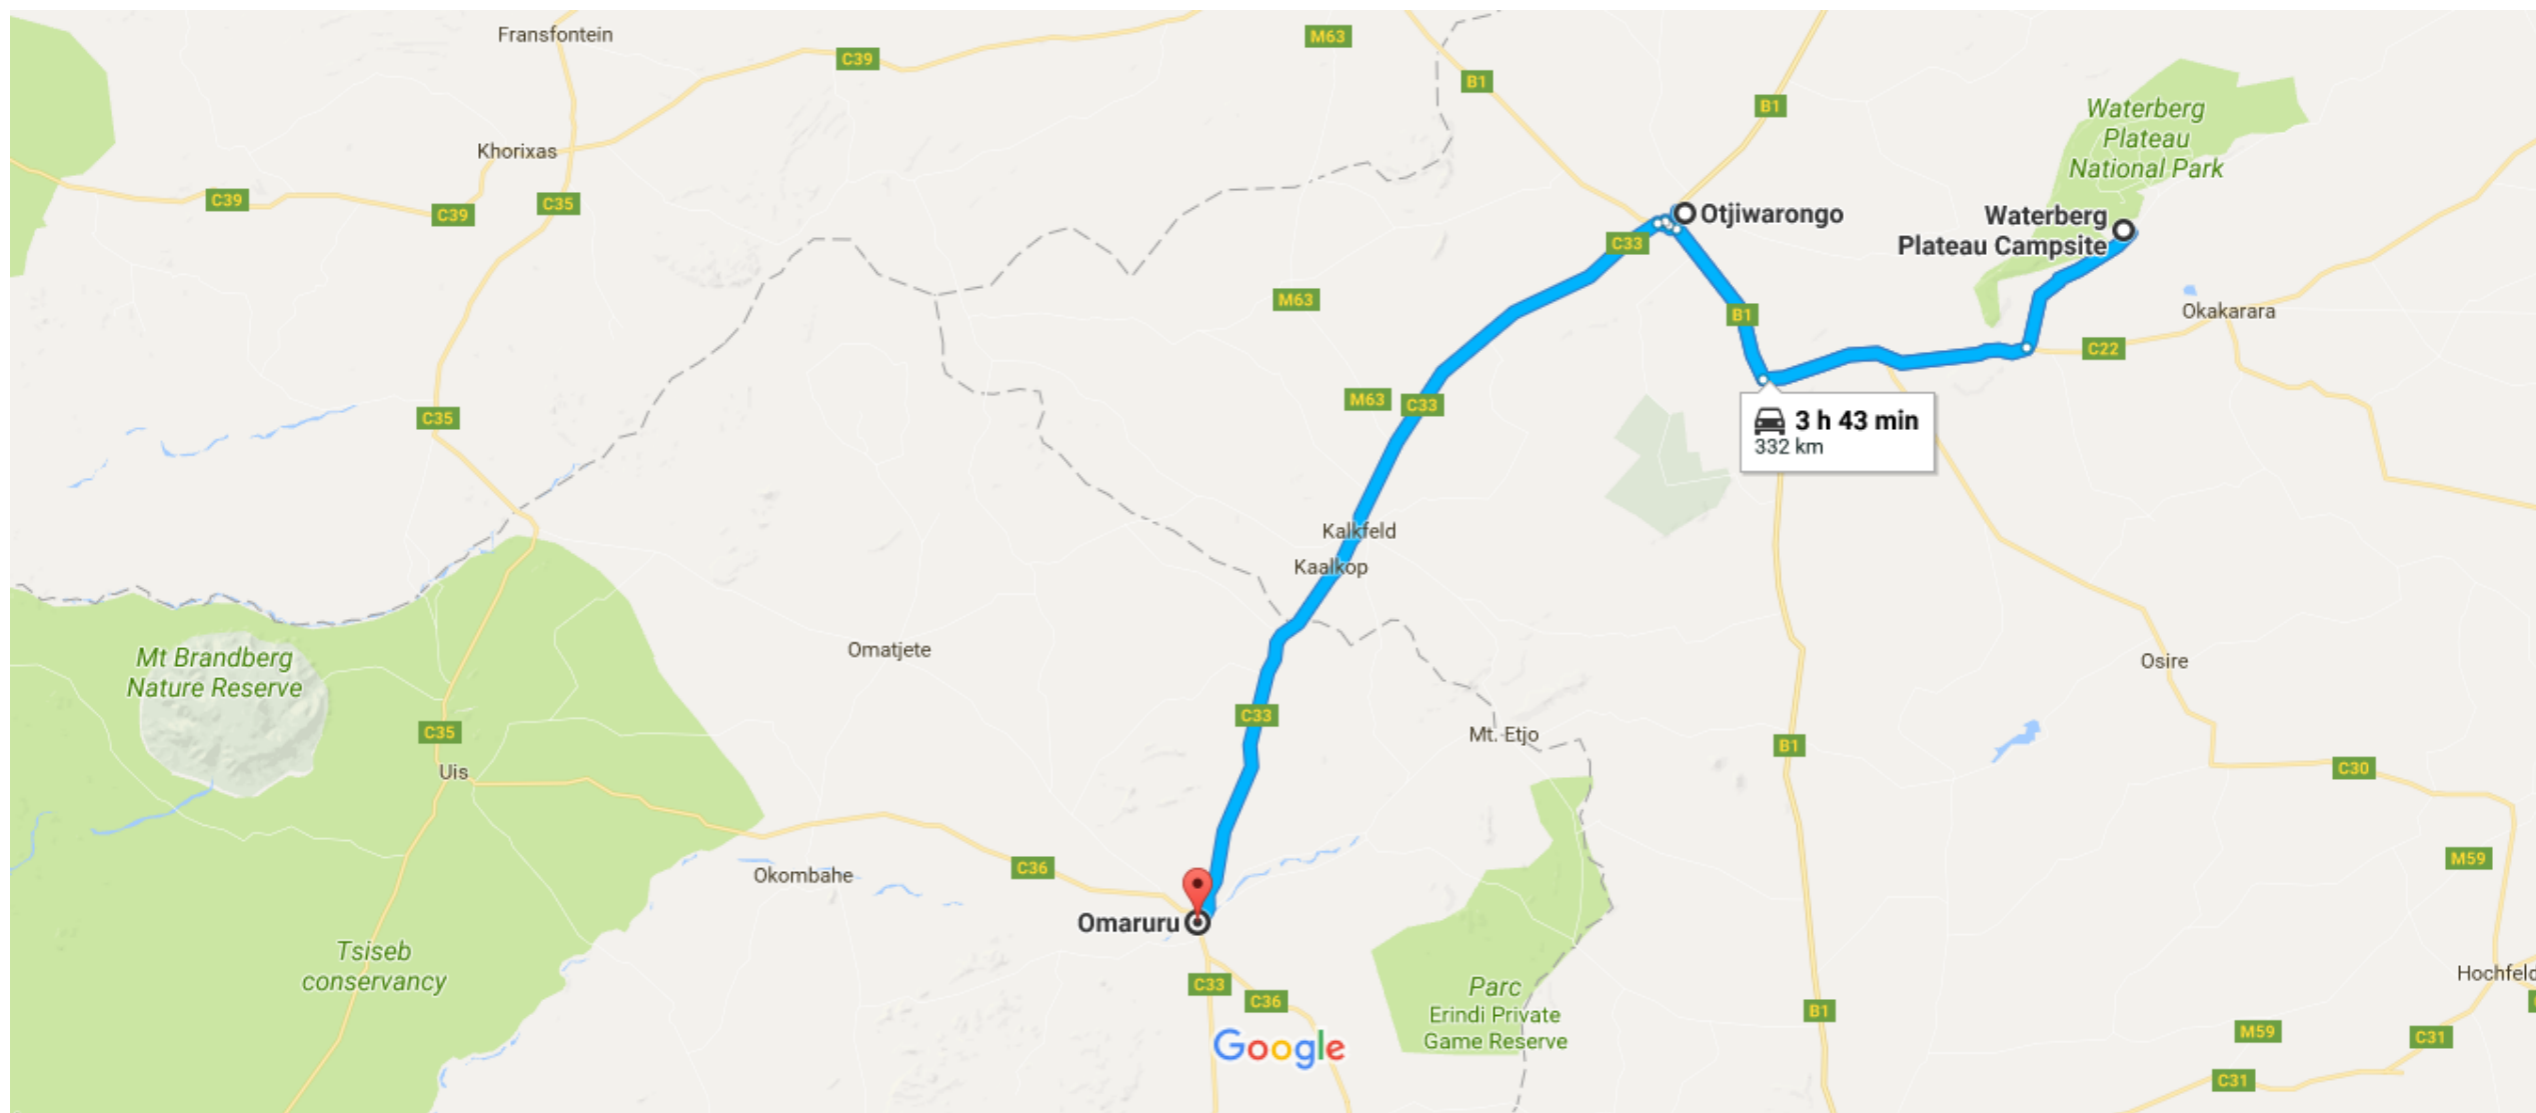 Fransfontein
M63
C39
B1
B1
Waterberg
Plateau
National Park
Khorixas
C39
C35
C39
Otjiwarongo
Waterberg
Plateau Campsite
C33
M63
B1
Okakarara
C22
M63
C33
C35
3 h 43 min
332 km
Kalkfeld
Kaalkop
Mt Brandberg
Nature Reserve
Omatjete
Osire
C33
C35
Mt. Etjo
B1
Uis
C30
M59
C36
Okombahe
Omaruru
Tsiseb
conservancy
Hochfeld
C33
C36
Parc
Erindi Private
Game Reserve
B1
Google
M59
C31
C31